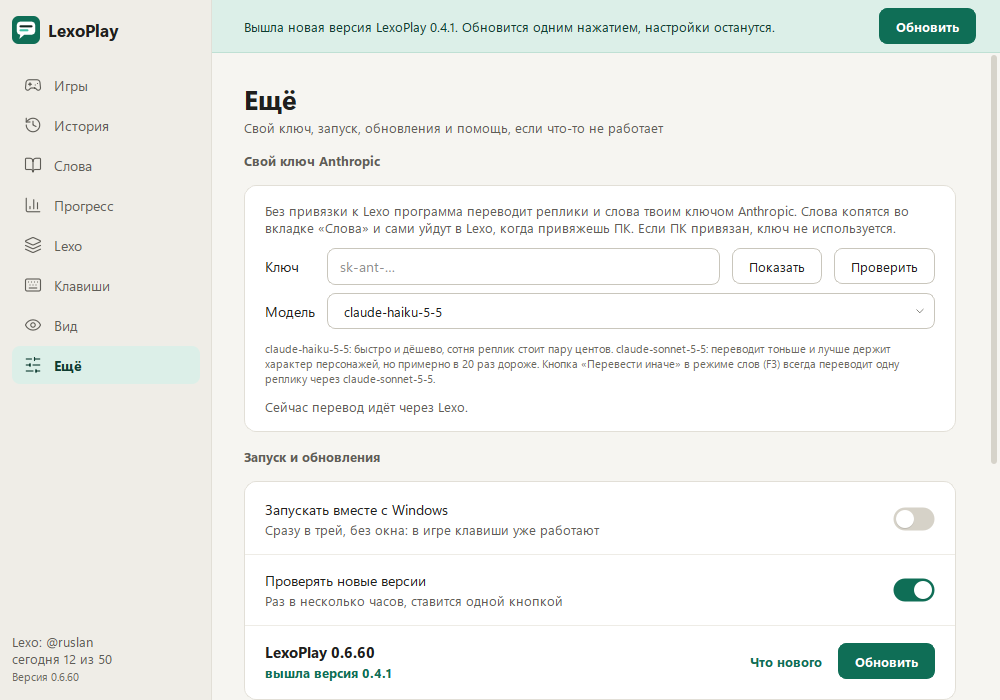 LexoPlay
Игры
История
Слова
Прогресс
Lexo
Клавиши
Вид
Ещё
Lexo: @ruslan
сегодня 12 из 50
Версия 0.6.60
Вышла новая версия LexoPlay 0.4.1. Обновится одним нажатием, настройки останутся.
Обновить
Ещё
Свой ключ, запуск, обновления и помощь, если что-то не работает
Свой ключ Anthropic
Без привязки к Lexo программа переводит реплики и слова твоим ключом Anthropic. Слова копятся во
вкладке «Слова» и сами уйдут в Lexo, когда привяжешь ПК. Если ПК привязан, ключ не используется.
Ключ
sk-ant-...
Показать
Проверить
Модель
claude-haiku-5-5
claude-haiku-5-5: быстро и дёшево, сотня реплик стоит пару центов. claude-sonnet-5-5: переводит тоньше и лучше держит
характер персонажей, но примерно в 20 раз дороже. Кнопка «Перевести иначе» в режиме слов (F3) всегда переводит одну
реплику через claude-sonnet-5-5.
Сейчас перевод идёт через Lexo.
Запуск и обновления
Запускать вместе с Windows
Сразу в трей, без окна: в игре клавиши уже работают
Проверять новые версии
Раз в несколько часов, ставится одной кнопкой
LexoPlay 0.6.60
вышла версия 0.4.1
Что нового
Обновить